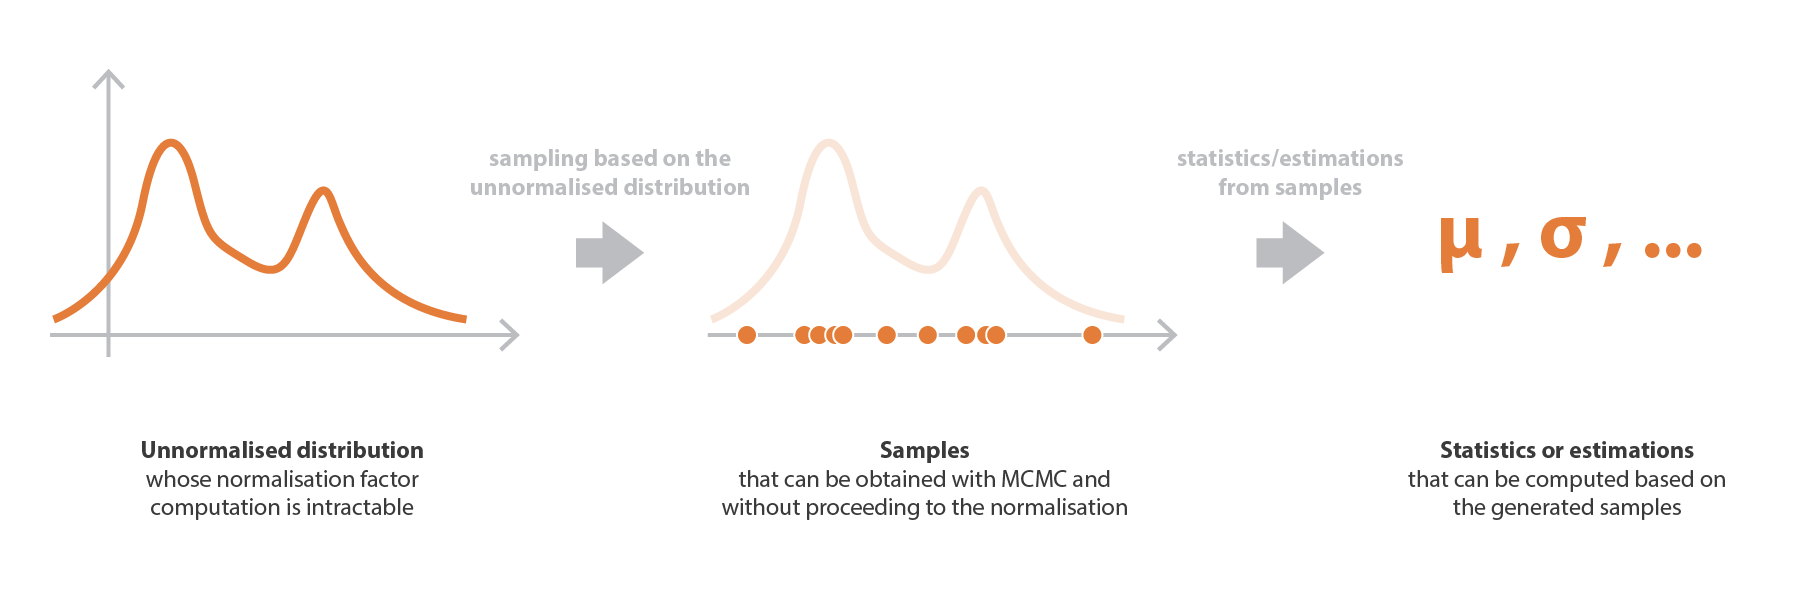 sampling based on the
unnormalised distribution
statistics/estimations
from samples
μ , σ , ...
Unnormalised distribution
whose normalisation factor
computation is intractable
Samples
that can be obtained with MCMC and
without proceeding to the normalisation
Statistics or estimations
that can be computed based on
the generated samples